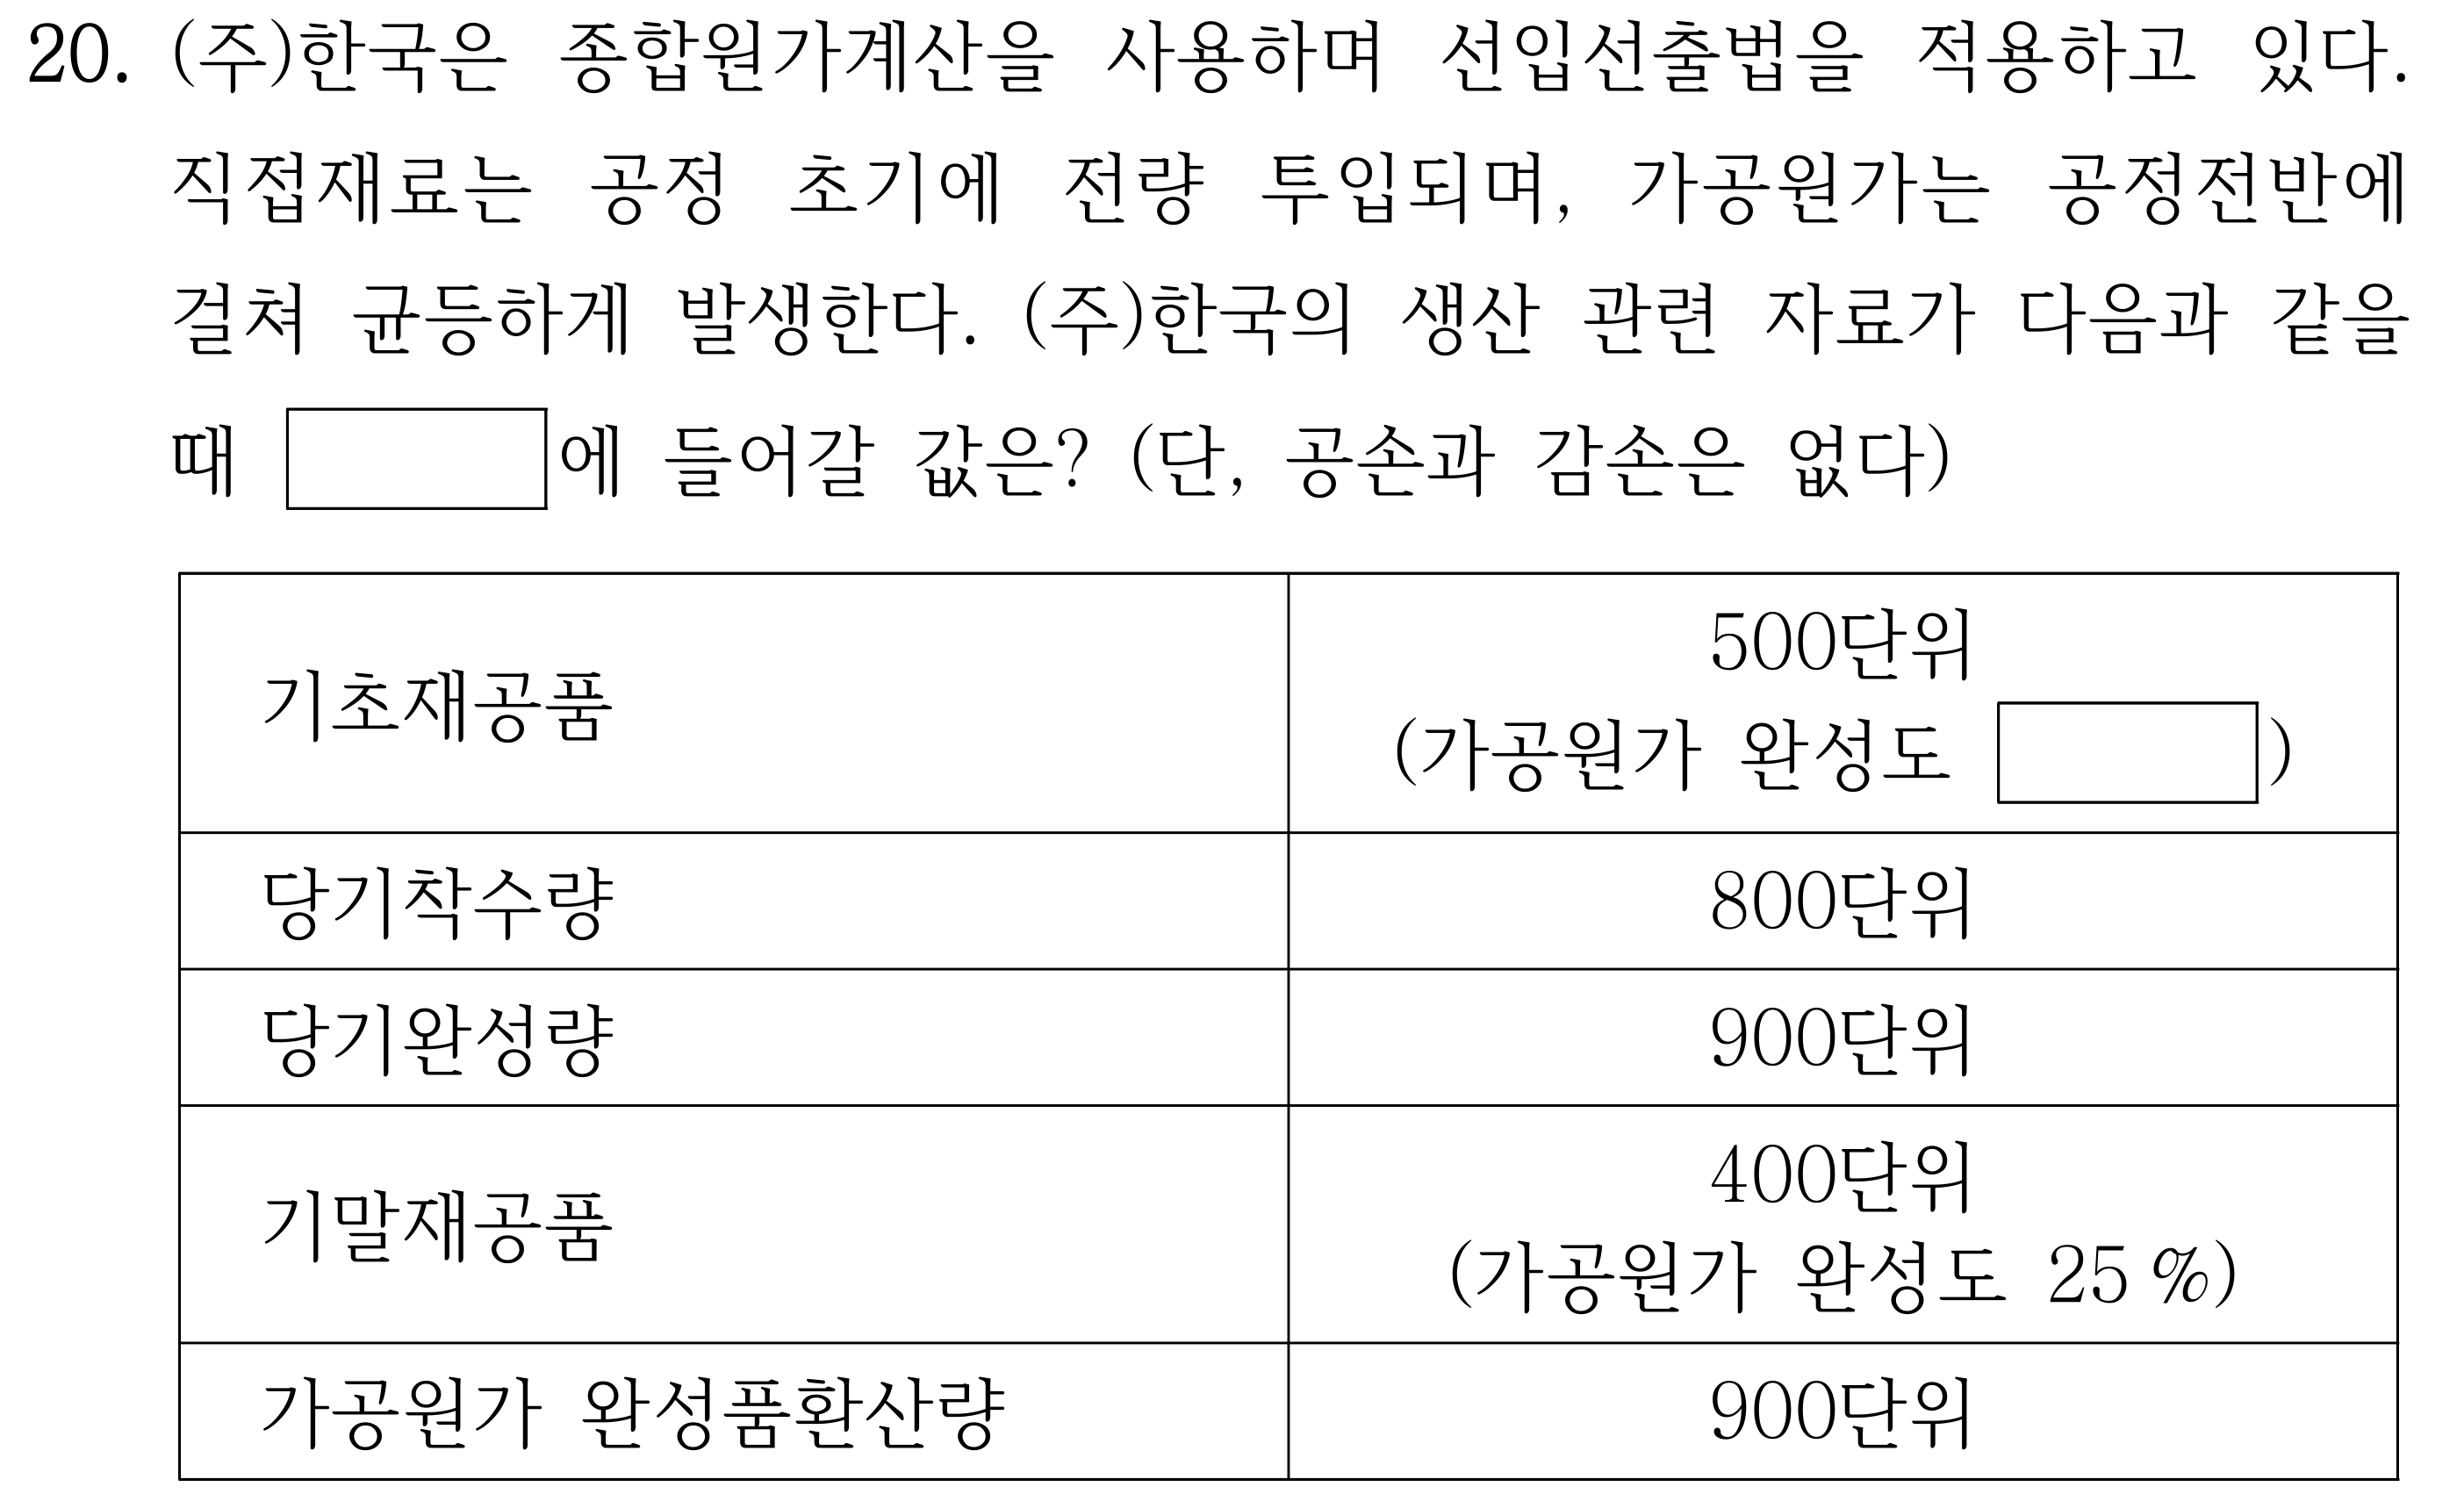 20. (주)한국은 종합원가계산을 사용하며 선입선출법을 적용하고 있다.
직접재료는 공정 초기에 전량 투입되며, 가공원가는 공정전반에
걸쳐 균등하게 발생한다. (주)한국의 생산 관련 자료가 다음과 같을
때 에 들어갈 값은? (단, 공손과 감손은 없다)
기초재공품
500단위
(가공원가 완성도 )
당기착수량
800단위
당기완성량
900단위
기말재공품
400단위
(가공원가 완성도 25 %)
가공원가 완성품환산량
900단위